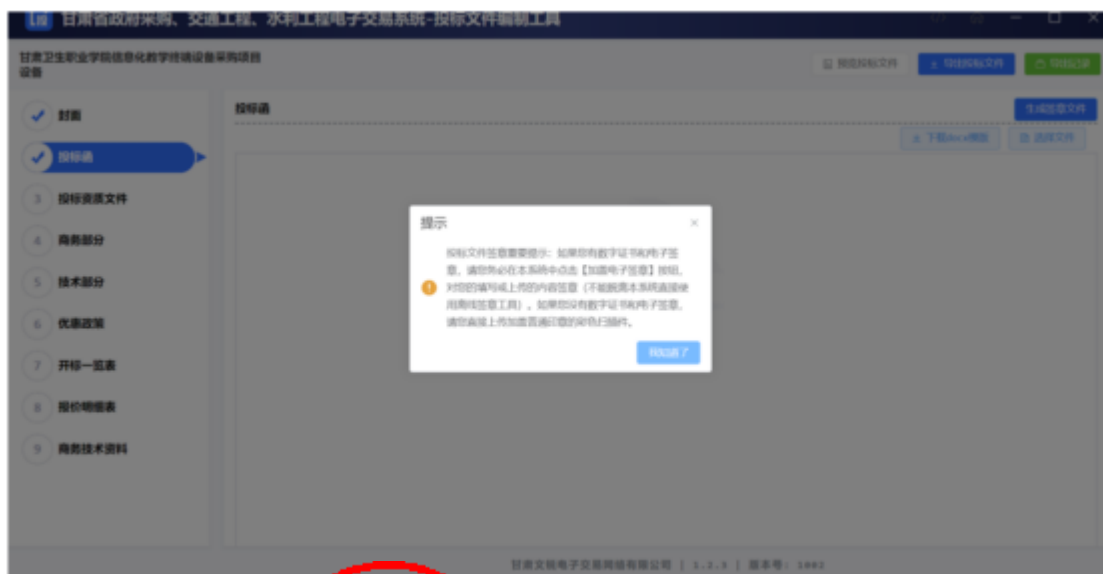 甘肃省政府采购、交通工程、水利工程电子交易系统-投标文件编制工具
甘肃卫生职业学院信息化教学终端设备采购项目
设备
预览投标文件
导出投标文件
导出记录
封面
投标函
3 投标资质文件
4 商务部分
5 技术部分
6 优惠政策
7 开标一览表
8 报价明细表
9 商务技术资料
投标函
生成签章文件
下载docx模版
选择文件
提示
投标文件签章重要提示：如果您有数字证书和电子签
章，请您务必在本系统中点击【加盖电子签章】按钮，
对您的填写或上传的内容签章（不能脱离本系统直接使
用离线签章工具）。如果您没有数字证书和电子签章，
请您直接上传加盖普通印章的彩色扫描件。
我知道了
甘肃文锐电子交易网络有限公司 | 1.2.3 | 版本号: 1002